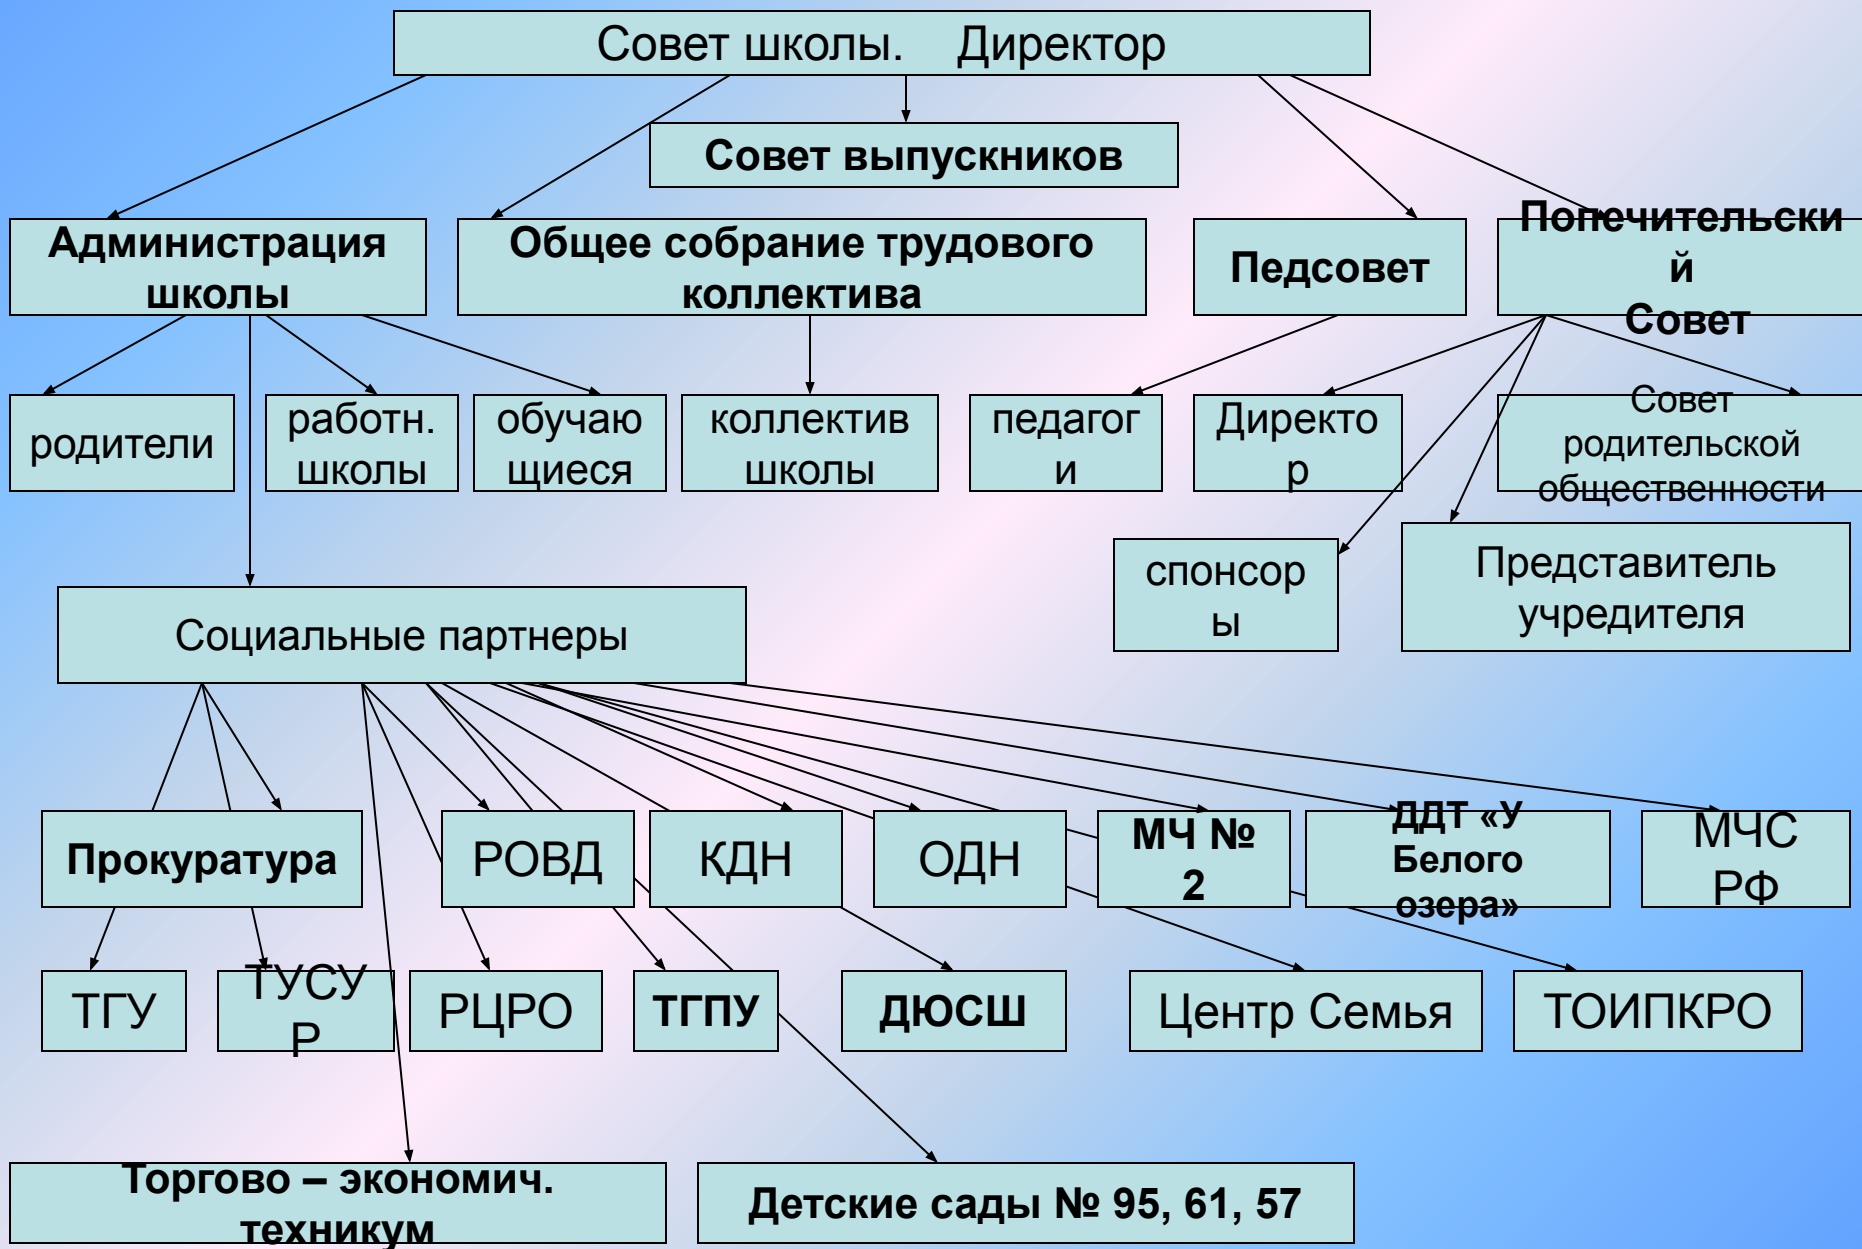 Совет школы.    Директор
Совет выпускников
Администрация
школы
Общее собрание трудового
коллектива
Педсовет
Попечительски
й
Совет
родители
работн.
школы
обучаю
щиеся
коллектив
школы
педагог
и
Директо
р
Совет
родительской
общественности
спонсор
ы
Представитель
учредителя
Социальные партнеры
Прокуратура
РОВД
КДН
ОДН
МЧ №
2
ДДТ «У
Белого
озера»
МЧС
РФ
ТГУ
ТУСУ
Р
РЦРО
ТГПУ
ДЮСШ
Центр Семья
ТОИПКРО
Торгово – экономич.
техникум
Детские сады № 95, 61, 57